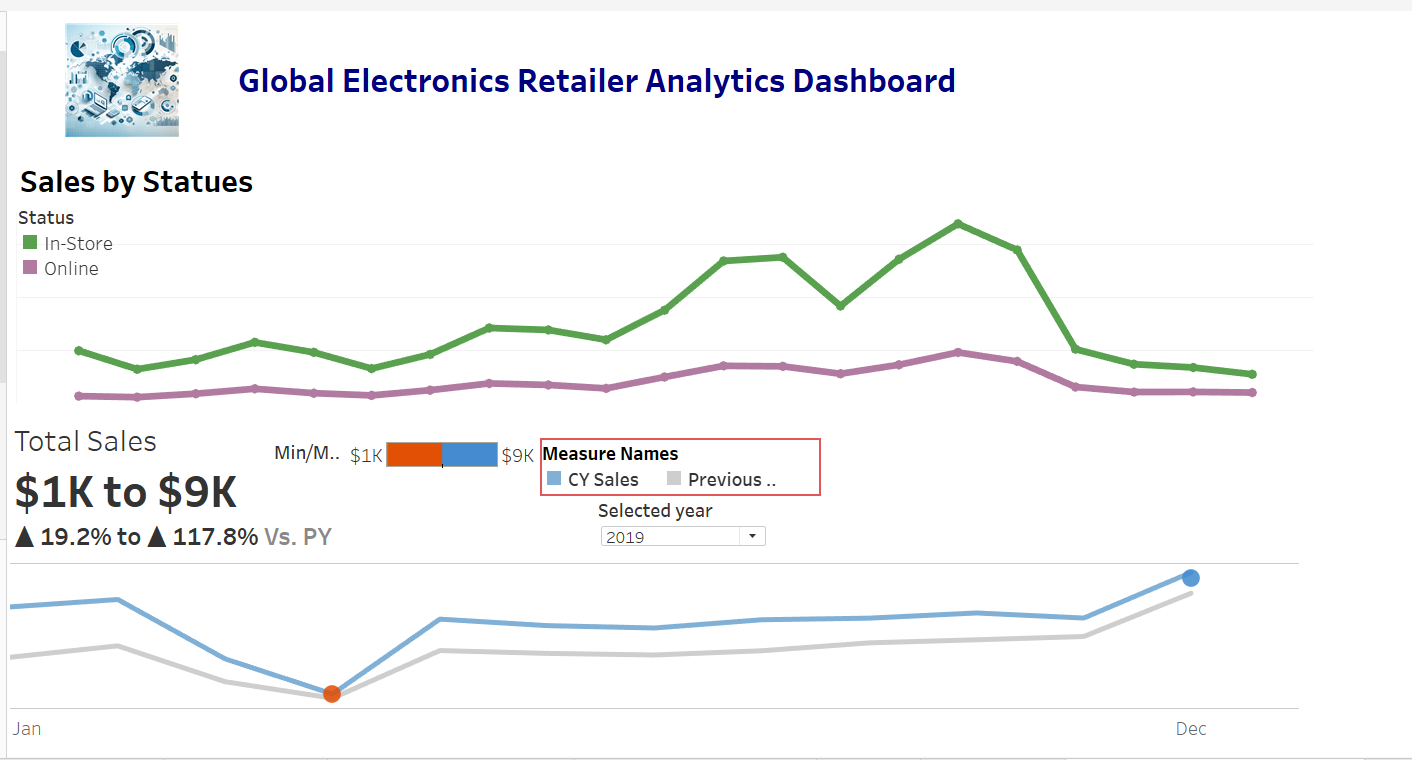 Global Electronics Retailer Analytics Dashboard
Sales by Statues
Status
In-Store
Online
Total Sales
$1K to $9K
▲ 19.2% to ▲ 117.8% Vs. PY
Min/M.. $1K $9K
Measure Names
CY Sales Previous ..
Selected year
2019
Jan Dec